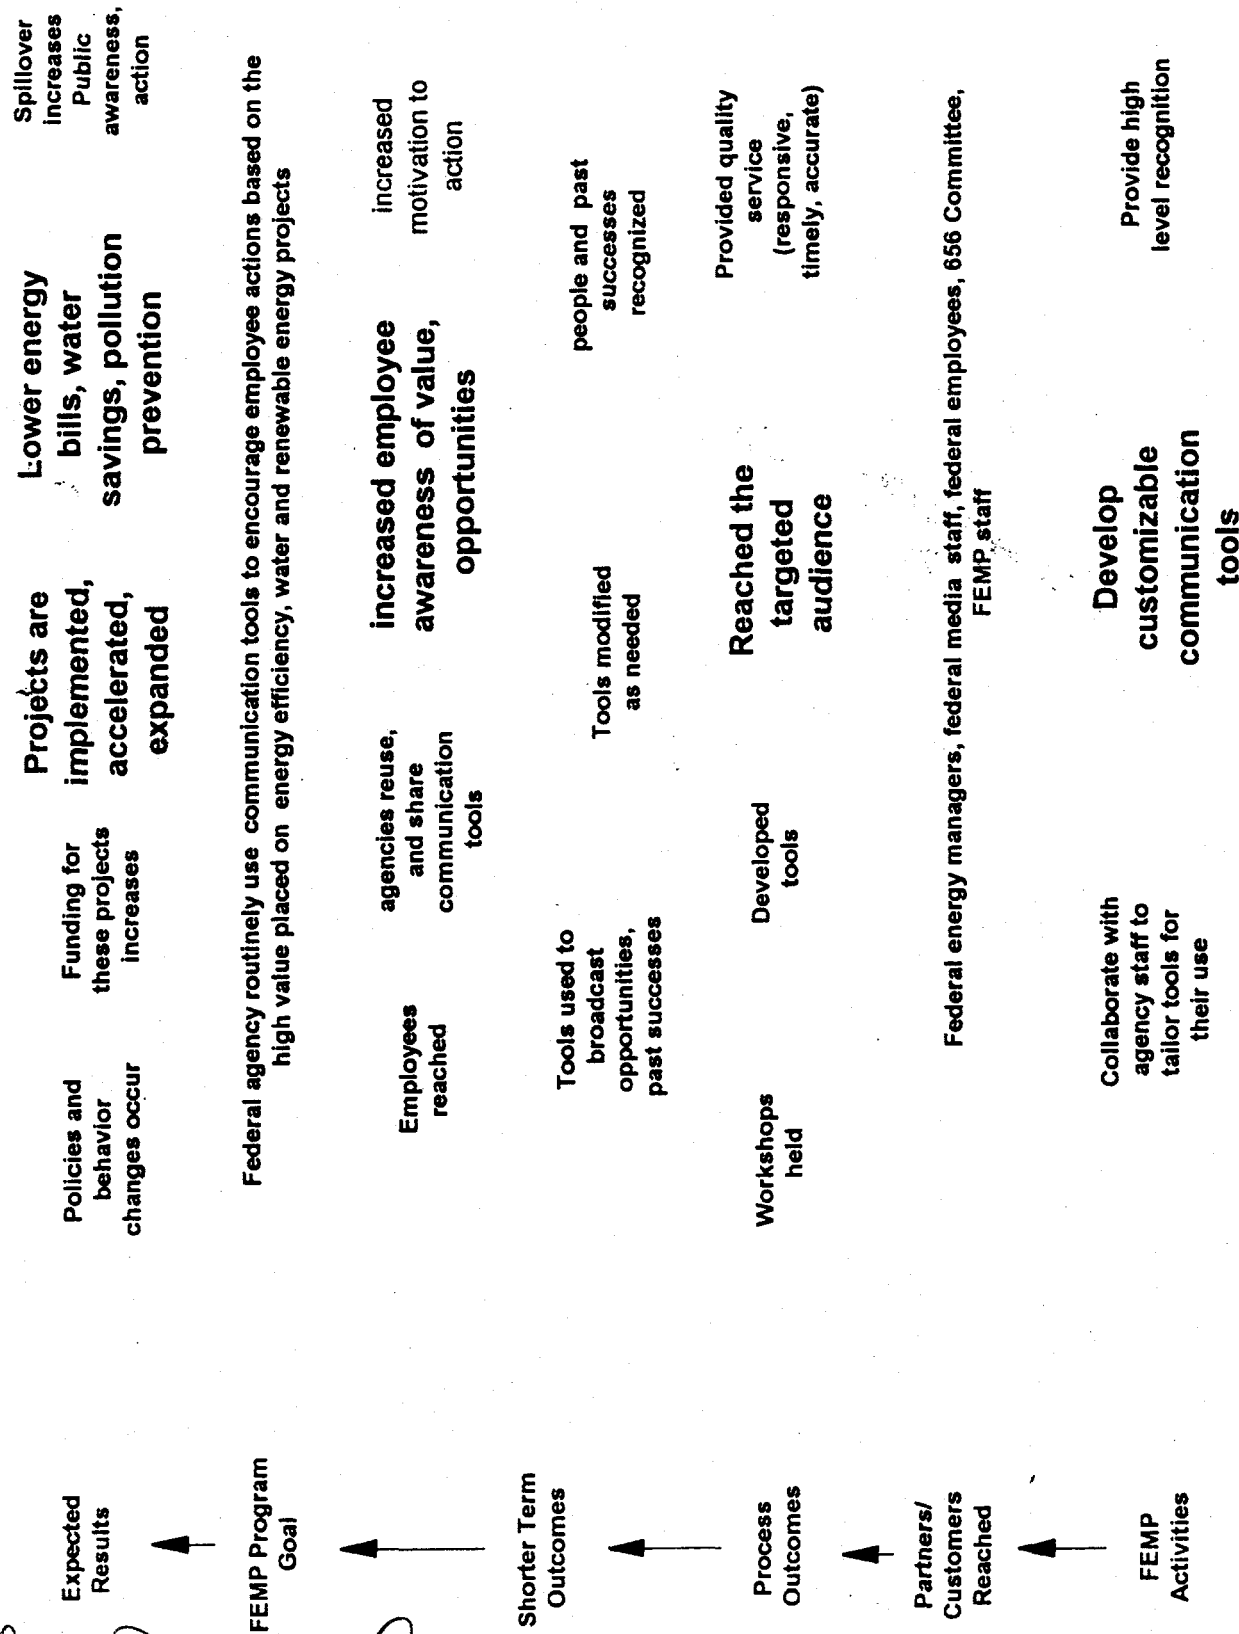 Expected
Results
Policies and
behavior
changes occur
Funding for
these projects
increases
Projects are
implemented,
accelerated,
expanded
Lower energy
bills, water
savings, pollution
prevention
Spillover
increases
Public
awareness,
action
FEMP Program
Goal
Federal agency routinely use communication tools to encourage employee actions based on the
high value placed on energy efficiency, water and renewable energy projects
Shorter Term
Outcomes
Employees
reached
agencies reuse,
and share
communication
tools
increased employee
awareness of value,
opportunities
increased
motivation to
action
Tools used to
broadcast
opportunities,
past successes
Tools modified
as needed
people and past
successes
recognized
Process
Outcomes
Workshops
held
Developed
tools
Reached the
targeted
audience
Provided quality
service
(responsive,
timely, accurate)
Partners/
Customers
Reached
Federal energy managers, federal media staff, federal employees, 656 Committee,
FEMP staff
FEMP
Activities
Collaborate with
agency staff to
tailor tools for
their use
Develop
customizable
communication
tools
Provide high
level recognition